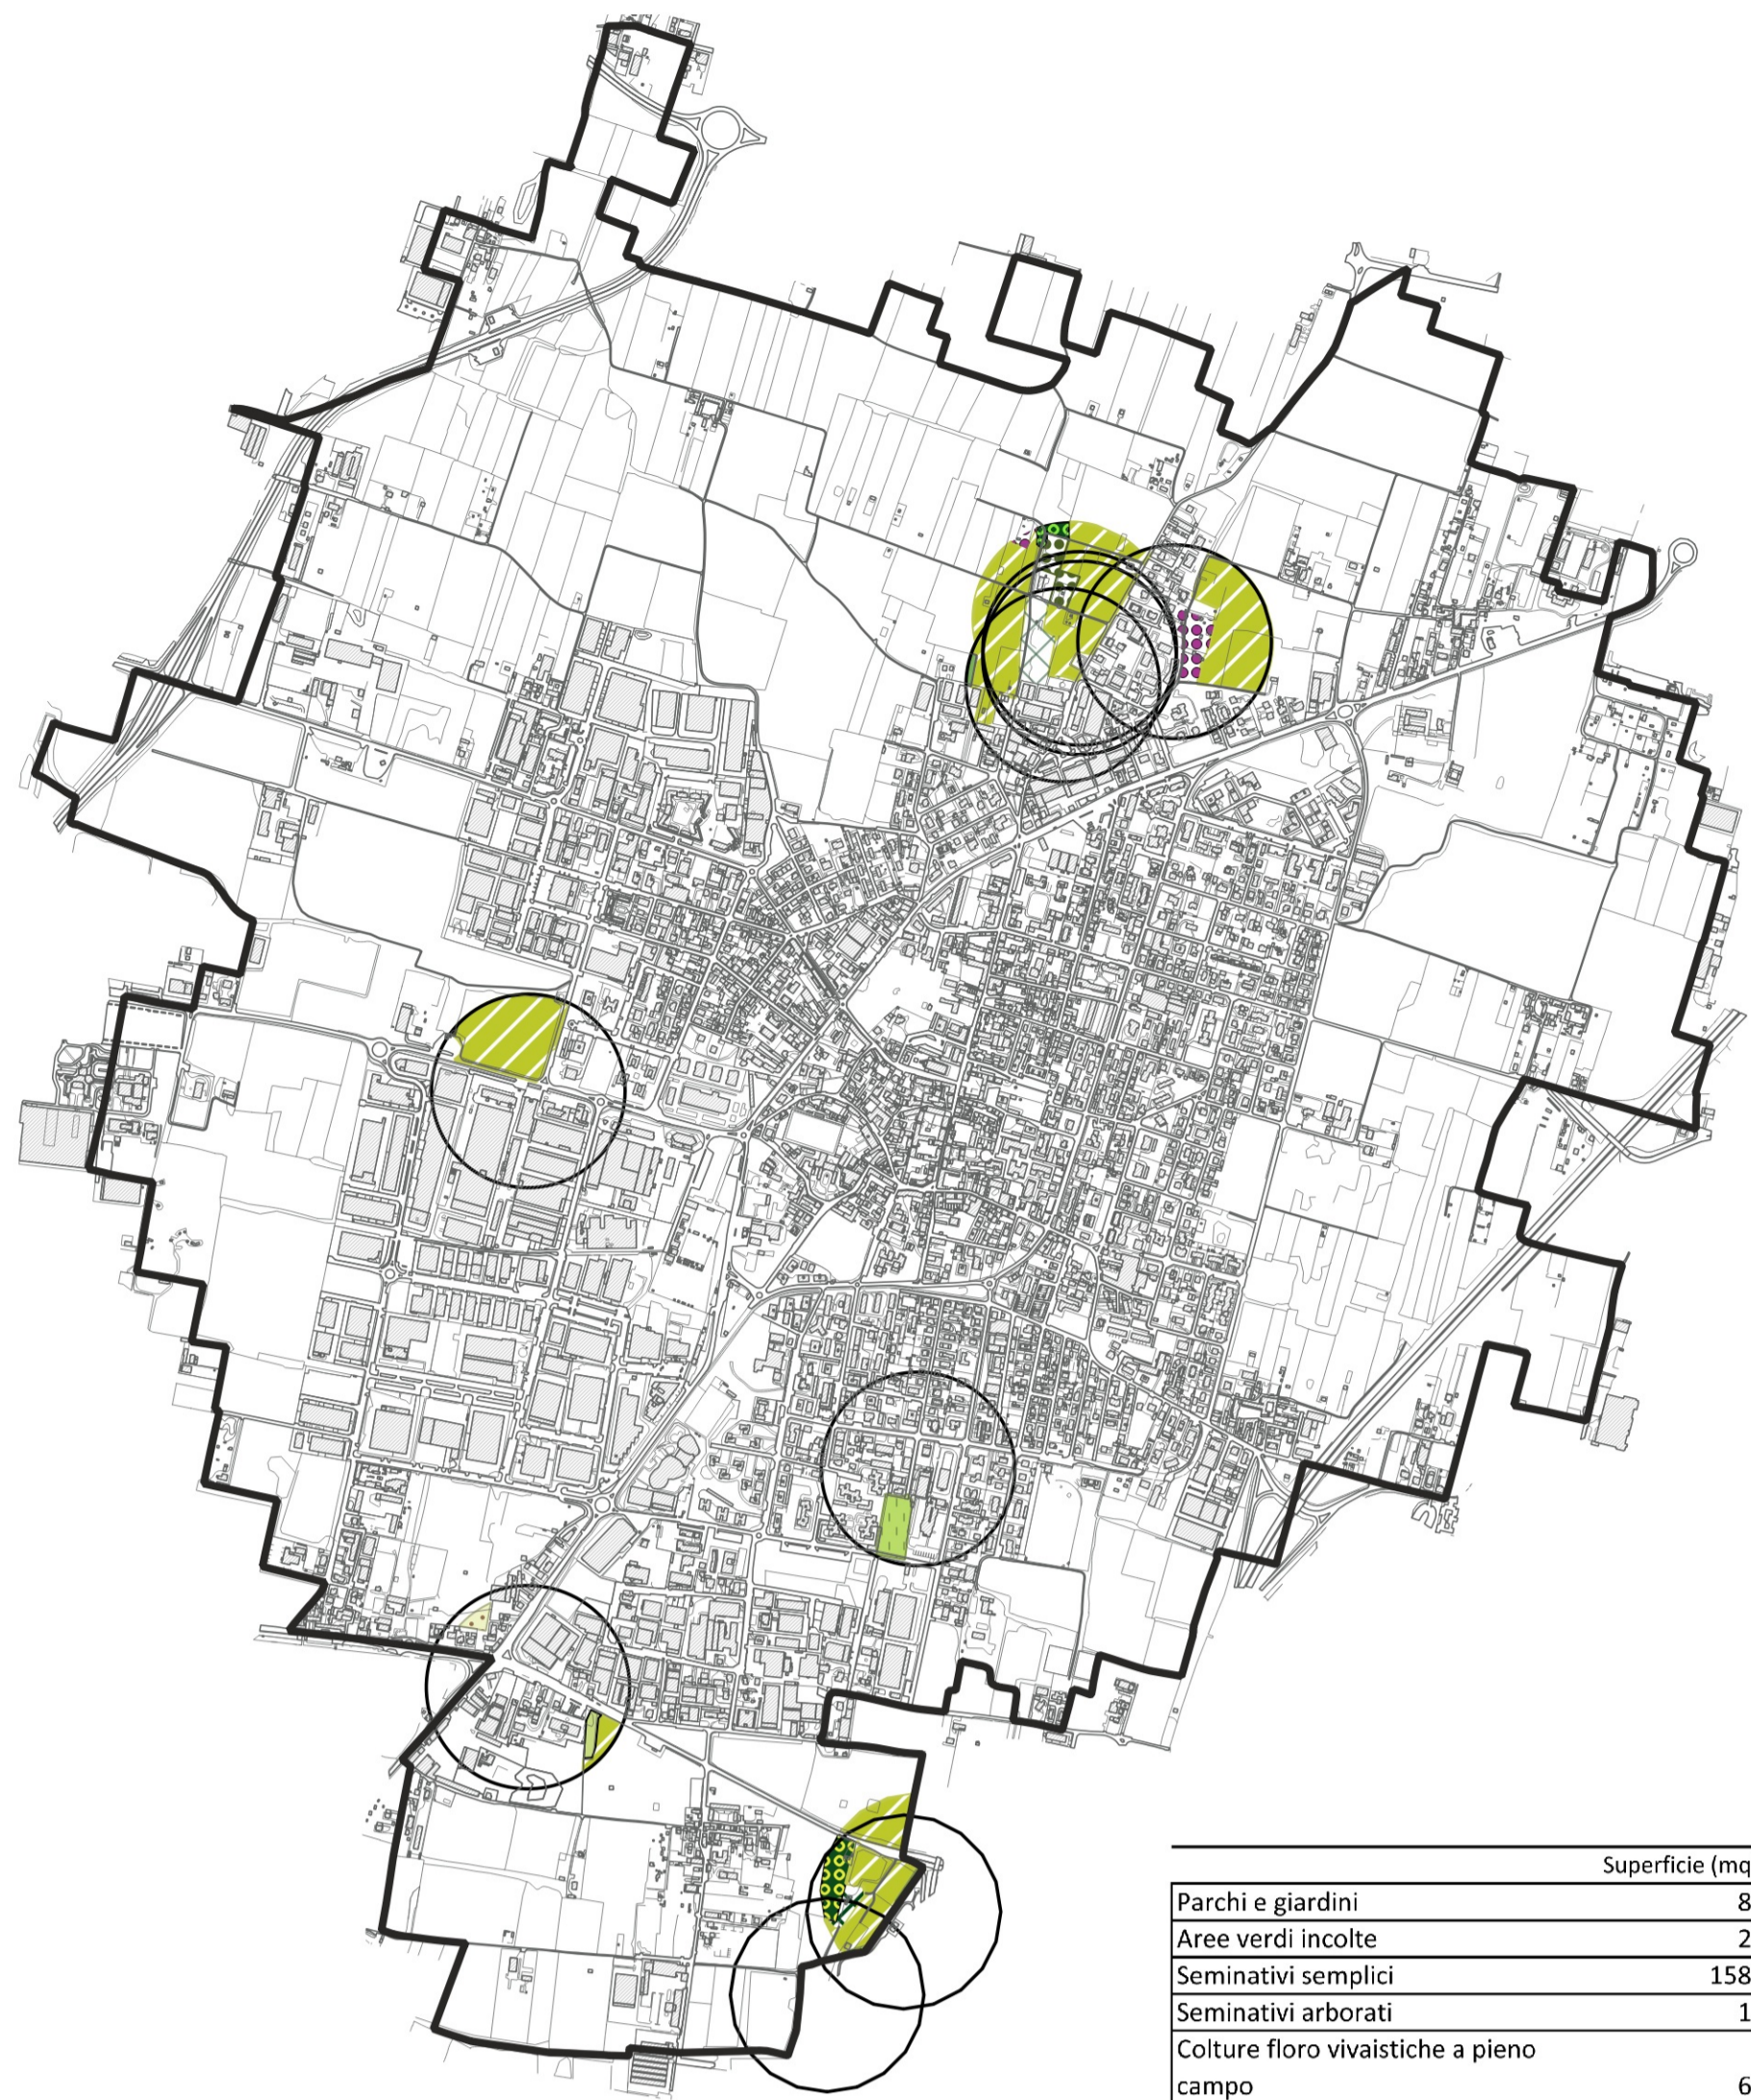 Superficie (mq
Parchi e giardini 8
Aree verdi incolte 2
Seminativi semplici 158
Seminativi arborati 1
Colture floro vivaistiche a pieno
campo 6